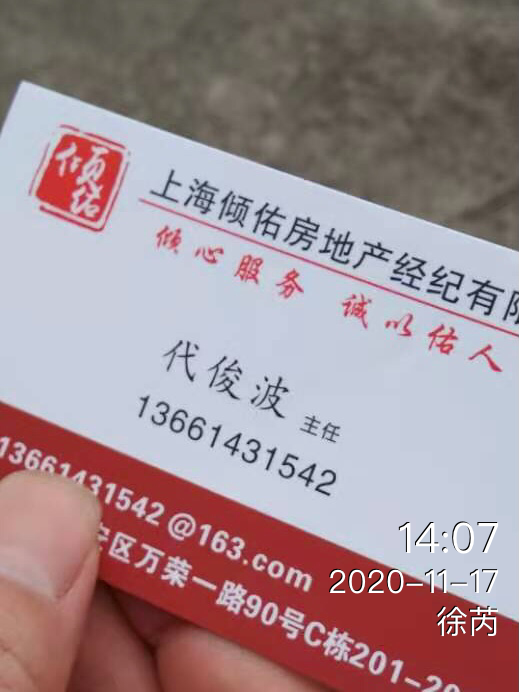 倾佑
上海倾佑房地产经纪有限
倾心服务 诚以佑人
代俊波 主任
13661431542
13661431542@163.com
区万荣一路90号C栋201-20
14:07
2020-11-17
徐芮